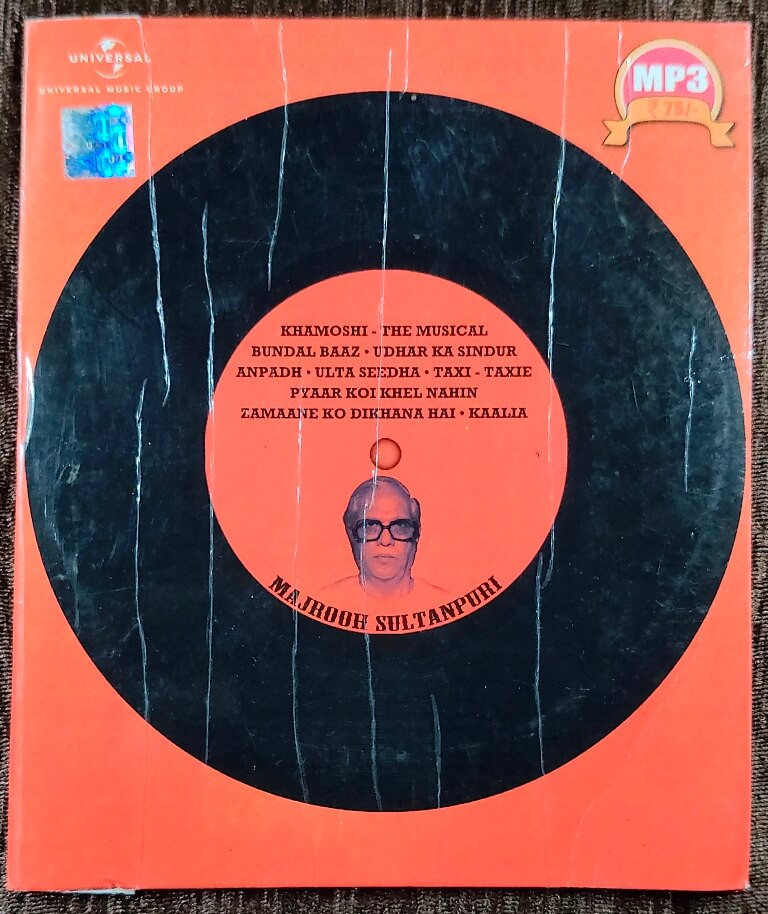 UNIVERSAL
UNIVERSAL MUSIC GROUP
MP3
₹ 75/-
KHAMOSHI - THE MUSICAL
BUNDAL BAAZ • UDHAR KA SINDUR
ANPADH • ULTA SEEDHA • TAXI - TAXIE
PYAAR KOI KHEL NAHIN
ZAMAANE KO DIKHANA HAI • KAALIA
MAJROOH SULTANPURI